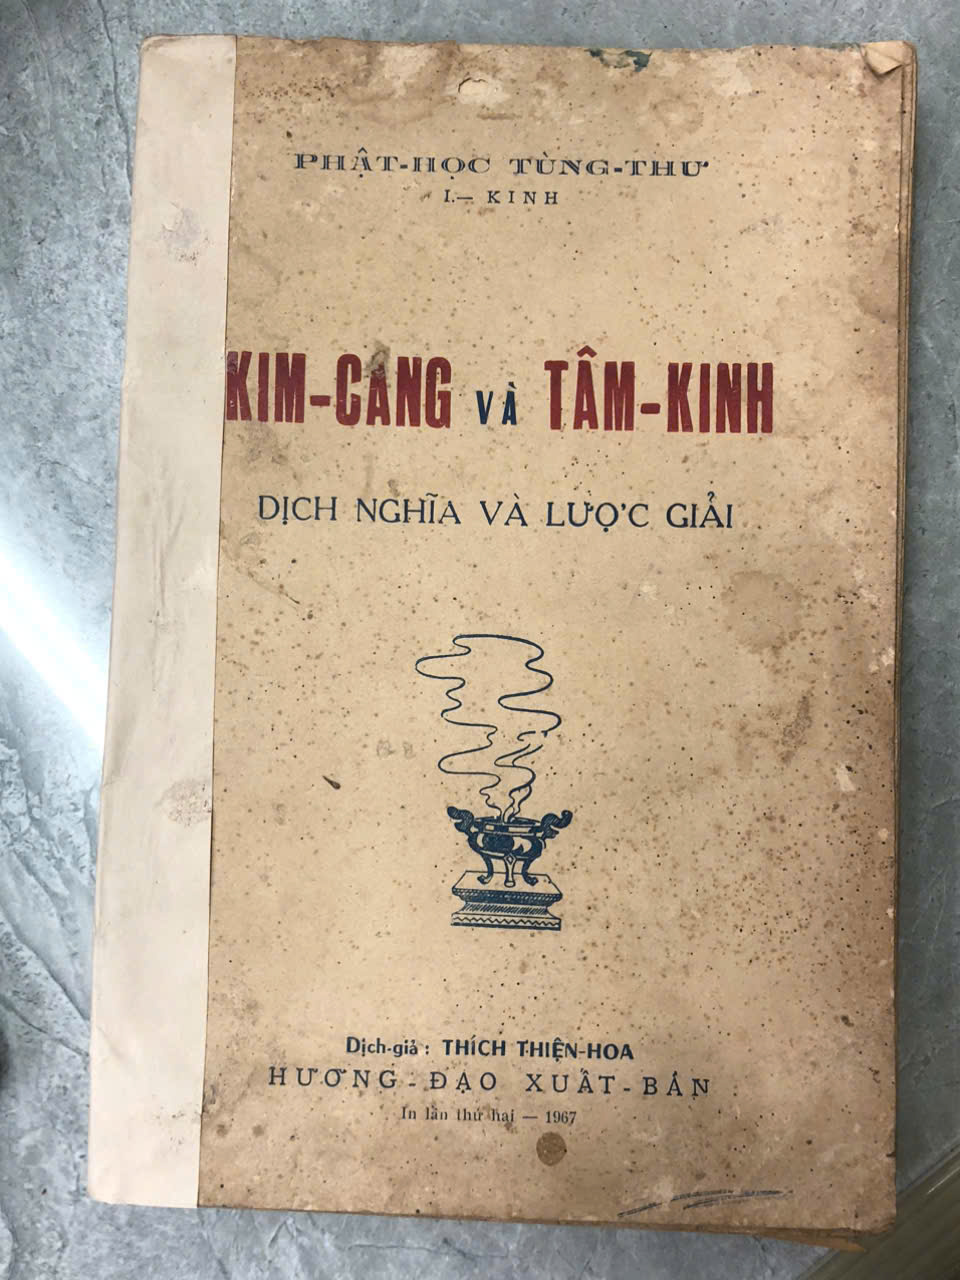 PHẬT-HỌC TÙNG-THƯ
I.— KINH
KIM-CANG VÀ TÂM-KINH
DỊCH NGHĨA VÀ LƯỢC GIẢI
Dịch-giả : THÍCH THIỆN-HOA
HƯƠNG-ĐẠO XUẤT-BẢN
In lần thứ hai — 1967